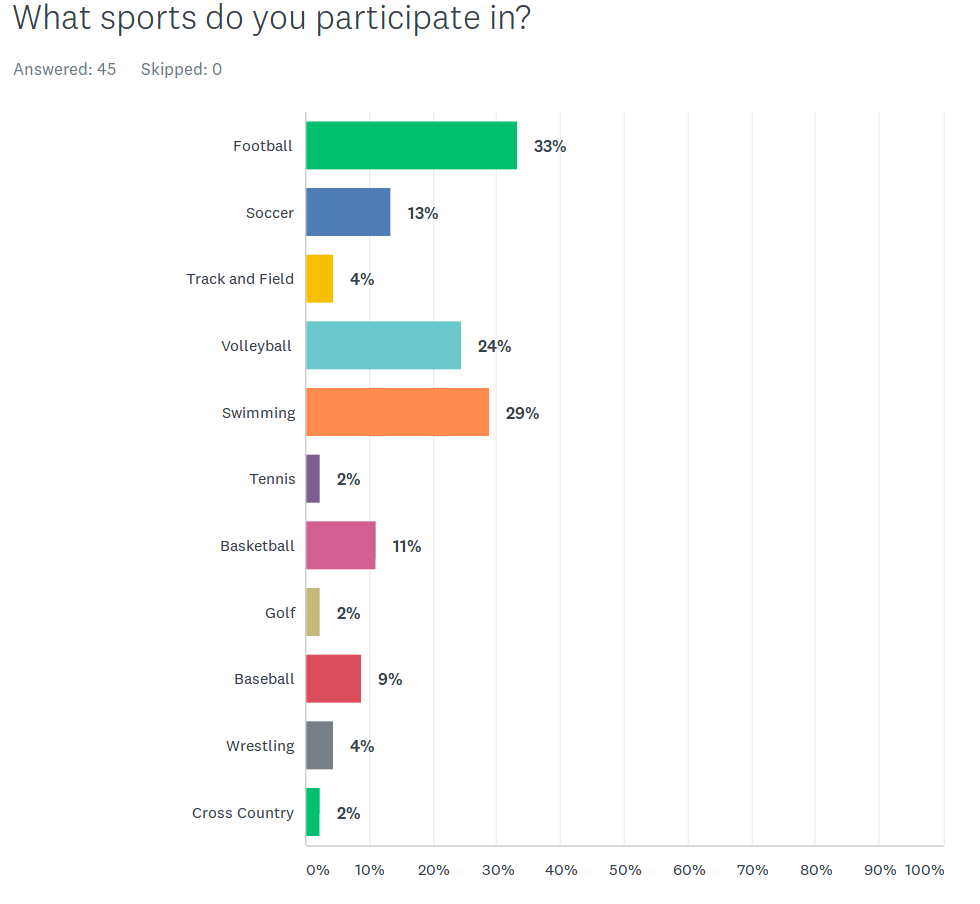 What sports do you participate in?
Answered: 45 Skipped: 0
Football 33%
Soccer 13%
Track and Field 4%
Volleyball 24%
Swimming 29%
Tennis 2%
Basketball 11%
Golf 2%
Baseball 9%
Wrestling 4%
Cross Country 2%
0% 10% 20% 30% 40% 50% 60% 70% 80% 90% 100%